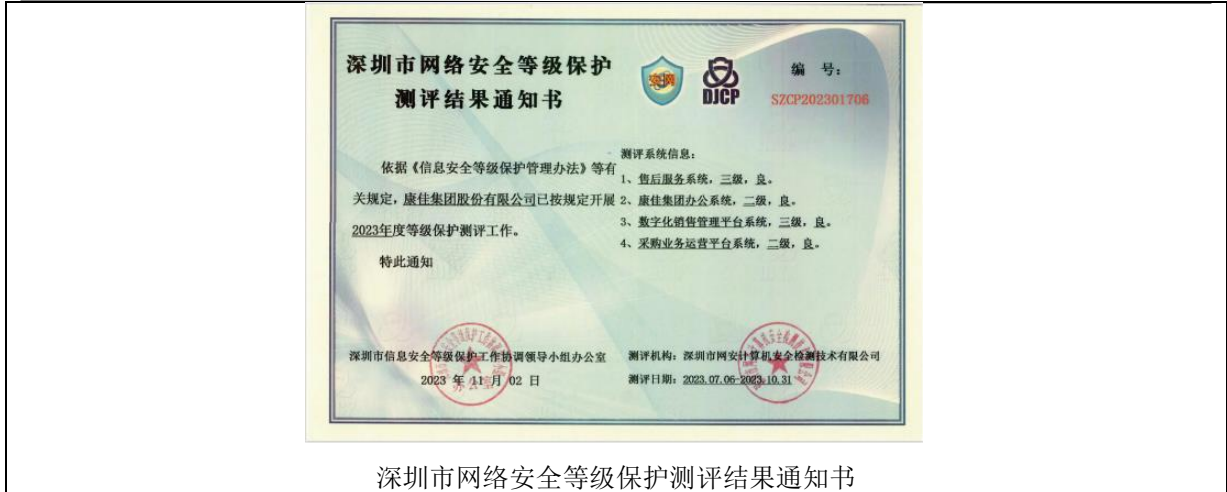 深圳市网络安全等级保护
测评结果通知书
安网
DJCP
编 号：
SZCP202301706
依据《信息安全等级保护管理办法》等有
关规定，康佳集团股份有限公司已按规定开展
2023年度等级保护测评工作。
特此通知
测评系统信息：
1、售后服务系统，三级，良。
2、康佳集团办公系统，二级，良。
3、数字化销售管理平台系统，三级，良。
4、采购业务运营平台系统，二级，良。
深圳市信息安全等级保护工作协调领导小组办公室
2023 年 11 月 02 日
测评机构：深圳市网安计算机安全检测技术有限公司
测评日期：2023.07.06-2023.10.31
深圳市网络安全等级保护测评结果通知书